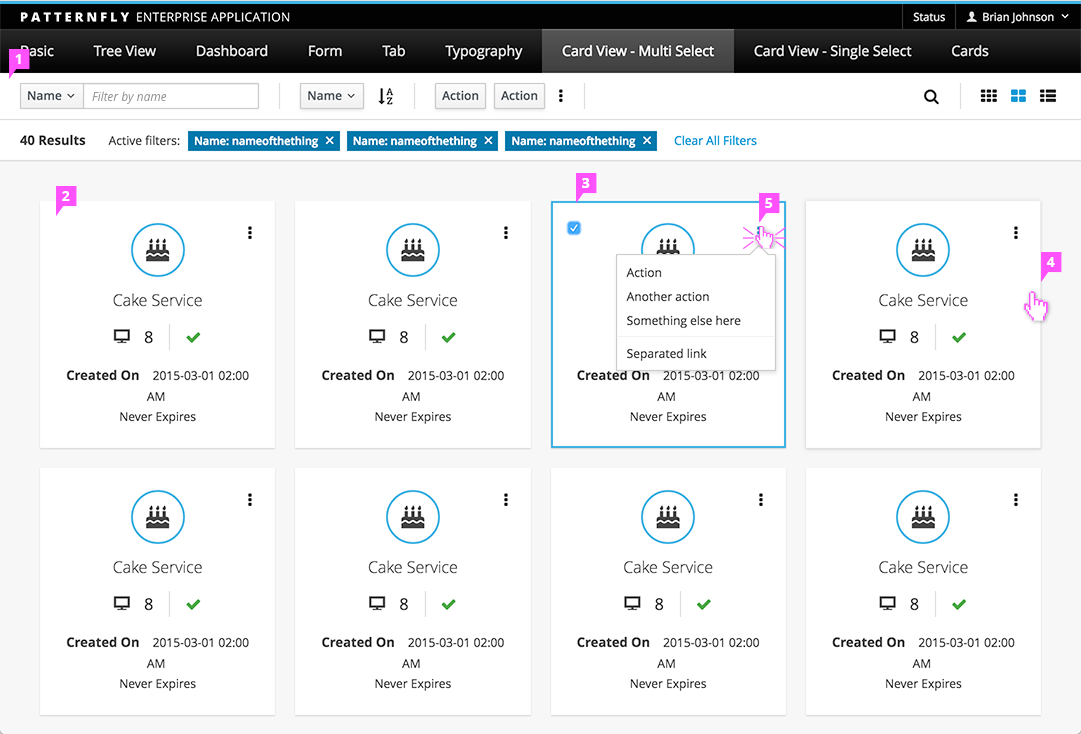 PATTERNFLY ENTERPRISE APPLICATION Status Brian Johnson
Basic Tree View Dashboard Form Tab Typography Card View - Multi Select Card View - Single Select Cards
1
Name Filter by name Name A Z Action Action
40 Results Active filters: Name: nameofthething × Name: nameofthething × Name: nameofthething × Clear All Filters
2 3 5
4
Action
Another action
Something else here
Separated link
Cake Service Cake Service Cake Service
8 8 8
Created On 2015-03-01 02:00 Created On 2015-03-01 02:00 Created On 2015-03-01 02:00 Created On 2015-03-01 02:00
AM AM AM AM
Never Expires Never Expires Never Expires Never Expires
Cake Service Cake Service Cake Service Cake Service
8 8 8 8
Created On 2015-03-01 02:00 Created On 2015-03-01 02:00 Created On 2015-03-01 02:00 Created On 2015-03-01 02:00
AM AM AM AM
Never Expires Never Expires Never Expires Never Expires